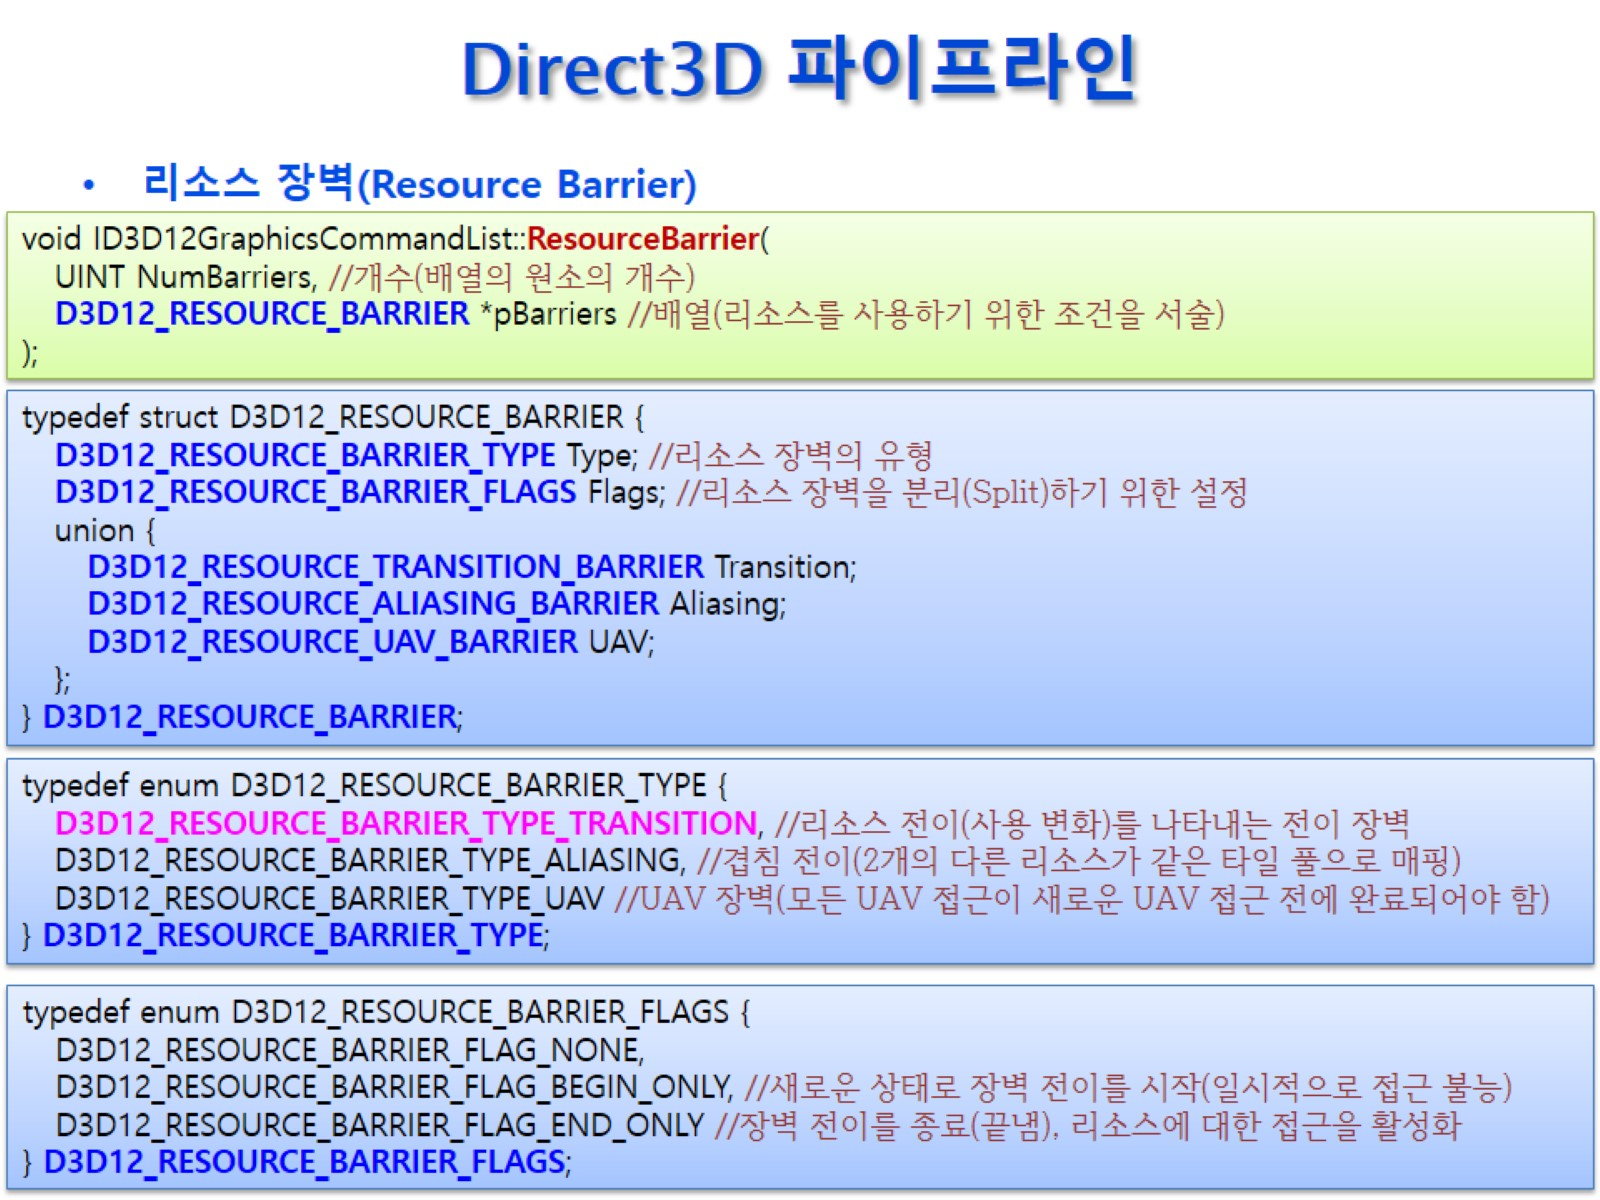 Direct3D 파이프라인
• 리소스 장벽(Resource Barrier)
void ID3D12GraphicsCommandList::ResourceBarrier(
UINT NumBarriers, //개수(배열의 원소의 개수)
D3D12_RESOURCE_BARRIER *pBarriers //배열(리소스를 사용하기 위한 조건을 서술)
);
typedef struct D3D12_RESOURCE_BARRIER {
D3D12_RESOURCE_BARRIER_TYPE Type; //리소스 장벽의 유형
D3D12_RESOURCE_BARRIER_FLAGS Flags; //리소스 장벽을 분리(Split)하기 위한 설정
union {
D3D12_RESOURCE_TRANSITION_BARRIER Transition;
D3D12_RESOURCE_ALIASING_BARRIER Aliasing;
D3D12_RESOURCE_UAV_BARRIER UAV;
};
} D3D12_RESOURCE_BARRIER;
typedef enum D3D12_RESOURCE_BARRIER_TYPE {
D3D12_RESOURCE_BARRIER_TYPE_TRANSITION, //리소스 전이(사용 변화)를 나타내는 전이 장벽
D3D12_RESOURCE_BARRIER_TYPE_ALIASING, //겹침 전이(2개의 다른 리소스가 같은 타일 풀으로 매핑)
D3D12_RESOURCE_BARRIER_TYPE_UAV //UAV 장벽(모든 UAV 접근이 새로운 UAV 접근 전에 완료되어야 함)
} D3D12_RESOURCE_BARRIER_TYPE;
typedef enum D3D12_RESOURCE_BARRIER_FLAGS {
D3D12_RESOURCE_BARRIER_FLAG_NONE,
D3D12_RESOURCE_BARRIER_FLAG_BEGIN_ONLY, //새로운 상태로 장벽 전이를 시작(일시적으로 접근 불능)
D3D12_RESOURCE_BARRIER_FLAG_END_ONLY //장벽 전이를 종료(끝냄), 리소스에 대한 접근을 활성화
} D3D12_RESOURCE_BARRIER_FLAGS;